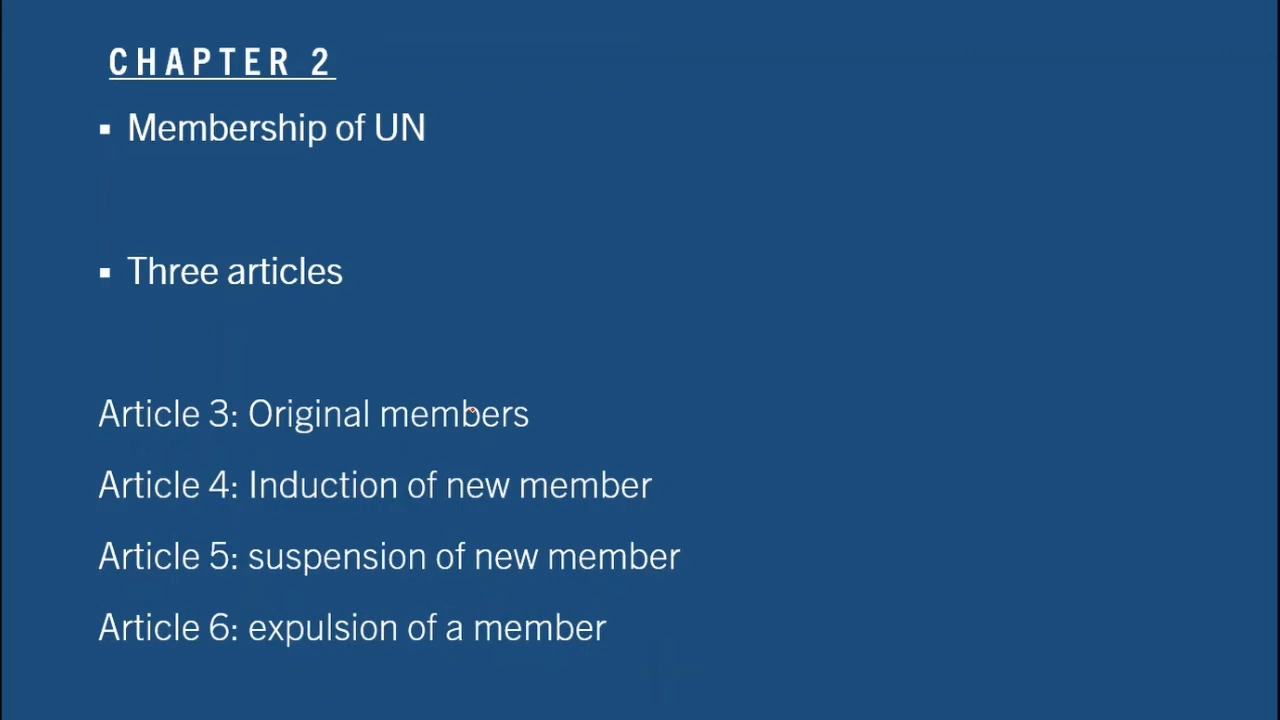 CHAPTER 2
▪ Membership of UN
▪ Three articles
Article 3: Original members
Article 4: Induction of new member
Article 5: suspension of new member
Article 6: expulsion of a member